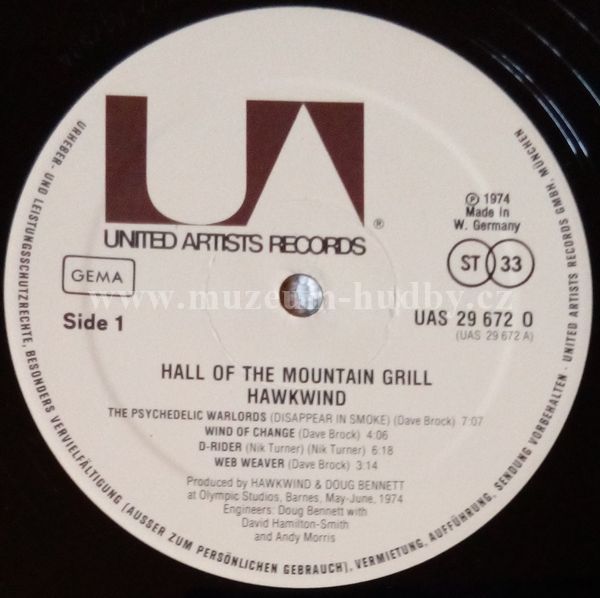 UA
®
UNITED ARTISTS RECORDS
℗ 1974
Made in
W. Germany
GEMA
ST 33
www.muzeum-hudby.cz
Side 1
UAS 29 672 O
(UAS 29 672 A)
HALL OF THE MOUNTAIN GRILL
HAWKWIND
THE PSYCHEDELIC WARLORDS (DISAPPEAR IN SMOKE) (Dave Brock) 7:07
WIND OF CHANGE (Dave Brock) 4:06
D-RIDER (Nik Turner) (Nik Turner) 6:18
WEB WEAVER (Dave Brock) 3:14
Produced by HAWKWIND & DOUG BENNETT
at Olympic Studios, Barnes, May-June, 1974
Engineers: Doug Bennett with
David Hamilton-Smith
and Andy Morris
URHEBER- UND LEISTUNGSSCHUTZRECHTE, BESONDERS VERVIELFÄLTIGUNG (AUSSER ZUM PERSÖNLICHEN GEBRAUCH), VERMIETUNG, AUFFÜHRUNG, SENDUNG VORBEHALTEN - UNITED ARTISTS RECORDS GMBH, MÜNCHEN